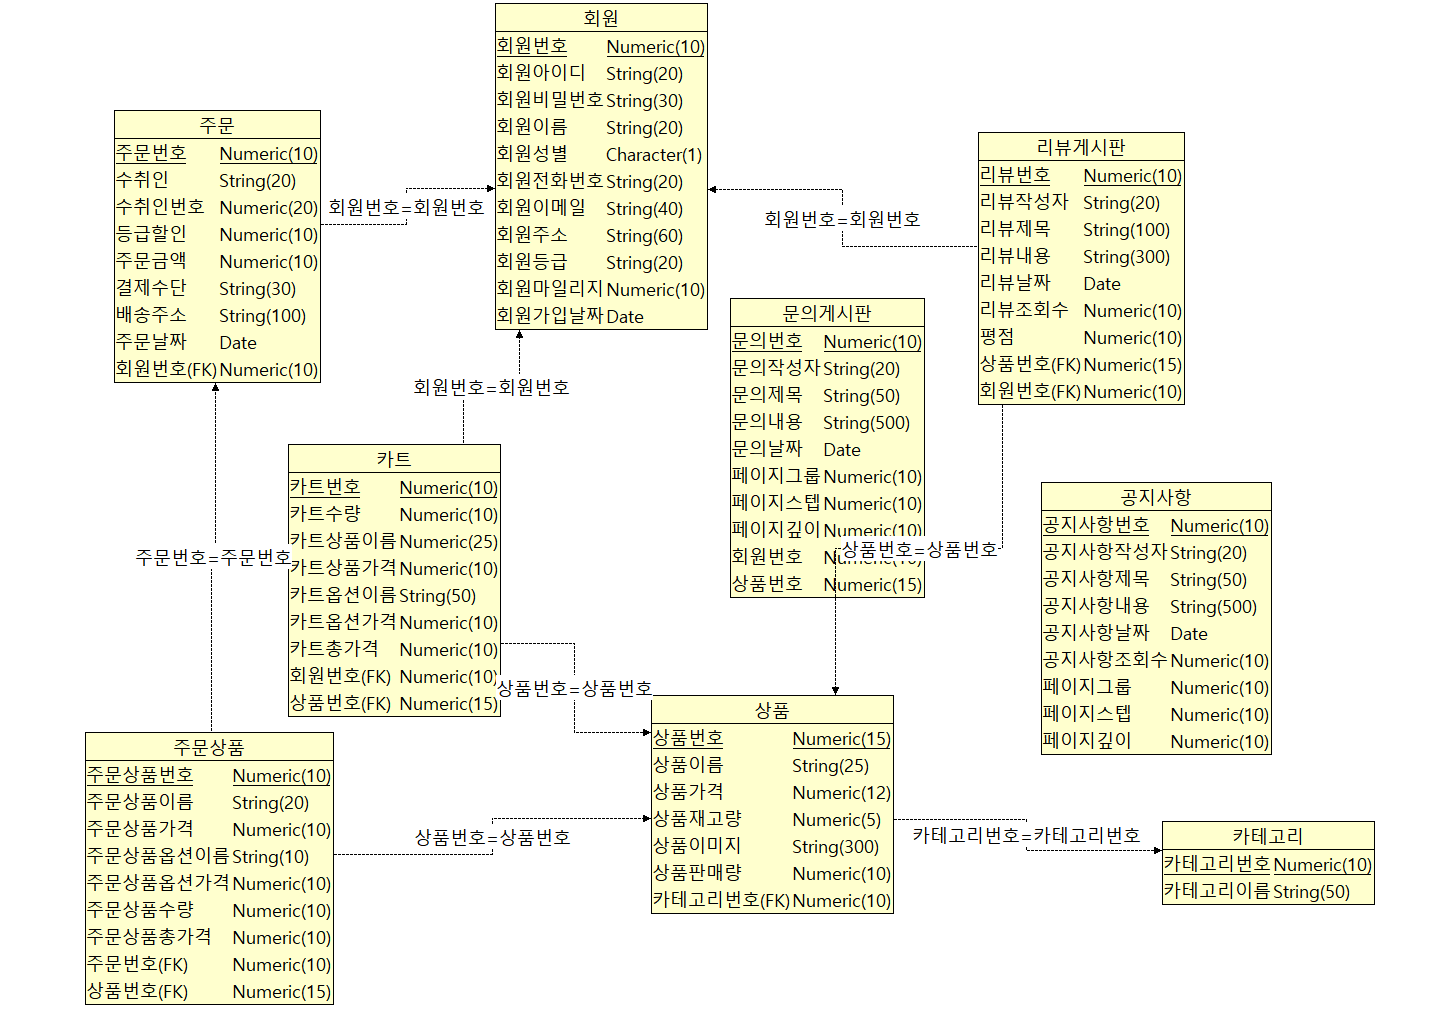 회원
회원번호 Numeric(10)
회원아이디 String(20)
회원비밀번호 String(30)
회원이름 String(20)
회원성별 Character(1)
회원전화번호 String(20)
회원이메일 String(40)
회원주소 String(60)
회원등급 String(20)
회원마일리지 Numeric(10)
회원가입날짜 Date
주문
주문번호 Numeric(10)
수취인 String(20)
수취인번호 Numeric(20)
등급할인 Numeric(10)
주문금액 Numeric(10)
결제수단 String(30)
배송주소 String(100)
주문날짜 Date
회원번호(FK) Numeric(10)
회원번호=회원번호
리뷰게시판
리뷰번호 Numeric(10)
리뷰작성자 String(20)
리뷰제목 String(100)
리뷰내용 String(300)
리뷰날짜 Date
리뷰조회수 Numeric(10)
평점 Numeric(10)
상품번호(FK) Numeric(15)
회원번호(FK) Numeric(10)
회원번호=회원번호
문의게시판
문의번호 Numeric(10)
문의작성자 String(20)
문의제목 String(50)
문의내용 String(500)
문의날짜 Date
페이지그룹 Numeric(10)
페이지스텝 Numeric(10)
페이지깊이 Numeric(10)
회원번호 Numeric(10)
상품번호 Numeric(15)
상품번호=상품번호
회원번호=회원번호
카트
카트번호 Numeric(10)
카트수량 Numeric(10)
카트상품이름 Numeric(25)
카트상품가격 Numeric(10)
카트옵션이름 String(50)
카트옵션가격 Numeric(10)
카트총가격 Numeric(10)
회원번호(FK) Numeric(10)
상품번호(FK) Numeric(15)
주문번호=주문번호
상품번호=상품번호
공지사항
공지사항번호 Numeric(10)
공지사항작성자 String(20)
공지사항제목 String(50)
공지사항내용 String(500)
공지사항날짜 Date
공지사항조회수 Numeric(10)
페이지그룹 Numeric(10)
페이지스텝 Numeric(10)
페이지깊이 Numeric(10)
주문상품
주문상품번호 Numeric(10)
주문상품이름 String(20)
주문상품가격 Numeric(10)
주문상품옵션이름 String(10)
주문상품옵션가격 Numeric(10)
주문상품수량 Numeric(10)
주문상품총가격 Numeric(10)
주문번호(FK) Numeric(10)
상품번호(FK) Numeric(15)
상품번호=상품번호
상품
상품번호 Numeric(15)
상품이름 String(25)
상품가격 Numeric(12)
상품재고량 Numeric(5)
상품이미지 String(300)
상품판매량 Numeric(10)
카테고리번호(FK) Numeric(10)
카테고리번호=카테고리번호
카테고리
카테고리번호 Numeric(10)
카테고리이름 String(50)